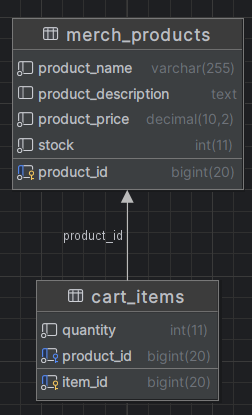 merch_products
product_name varchar(255)
product_description text
product_price decimal(10,2)
stock int(11)
product_id bigint(20)
product_id
cart_items
quantity int(11)
product_id bigint(20)
item_id bigint(20)